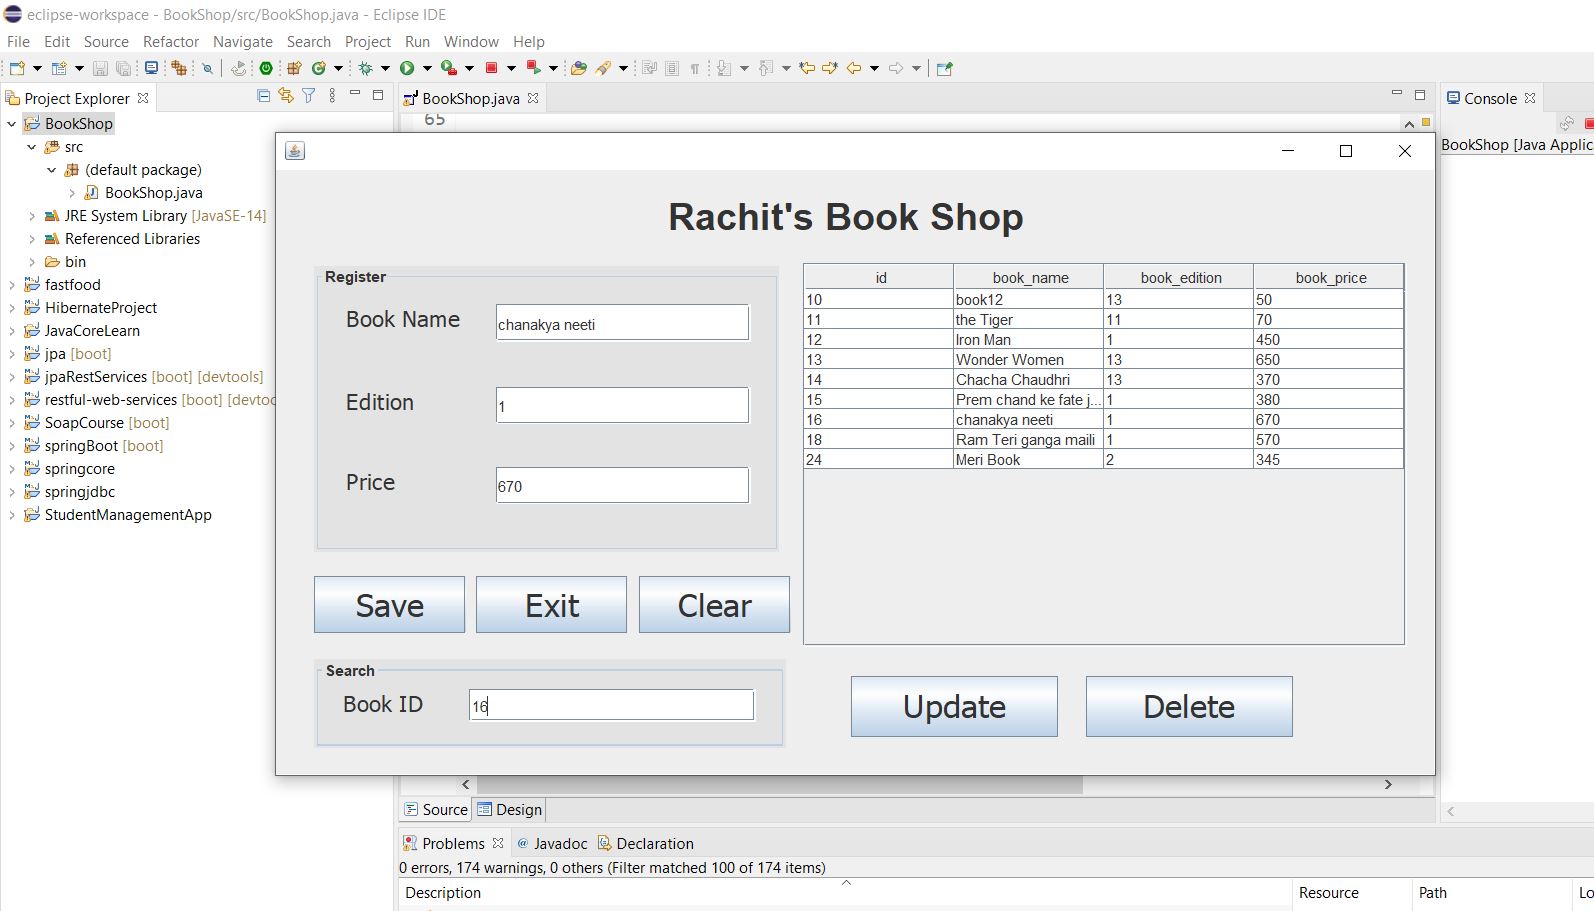 eclipse-workspace - BookShop/src/BookShop.java - Eclipse IDE
File Edit Source Refactor Navigate Search Project Run Window Help
Project Explorer
BookShop.java
Console
65
BookShop [Java Applic
BookShop
src
(default package)
BookShop.java
JRE System Library [JavaSE-14]
Referenced Libraries
bin
fastfood
HibernateProject
JavaCoreLearn
jpa [boot]
jpaRestServices [boot] [devtools]
restful-web-services [boot] [devtoo
SoapCourse [boot]
springBoot [boot]
springcore
springjdbc
StudentManagementApp
Rachit's Book Shop
Register
Book Name chanakya neeti
Edition 1
Price 670
Save Exit Clear
Search
Book ID 16
id book_name book_edition book_price
10 book12 13 50
11 the Tiger 11 70
12 Iron Man 1 450
13 Wonder Women 13 650
14 Chacha Chaudhri 13 370
15 Prem chand ke fate j... 1 380
16 chanakya neeti 1 670
18 Ram Teri ganga maili 1 570
24 Meri Book 2 345
Update Delete
Source Design
Problems Javadoc Declaration
0 errors, 174 warnings, 0 others (Filter matched 100 of 174 items)
Description Resource Path Lo